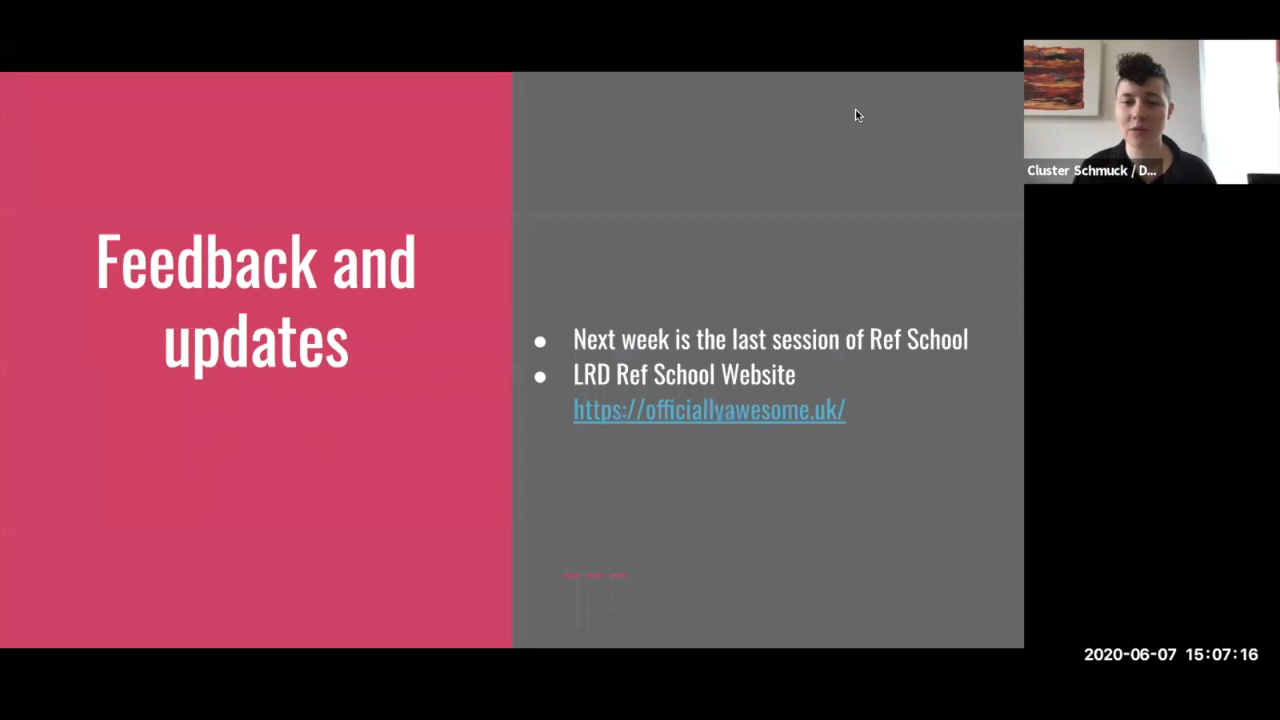 Feedback and
updates
● Next week is the last session of Ref School
● LRD Ref School Website
https://officiallyawesome.uk/
Cluster Schmuck / D...
2020-06-07 15:07:16